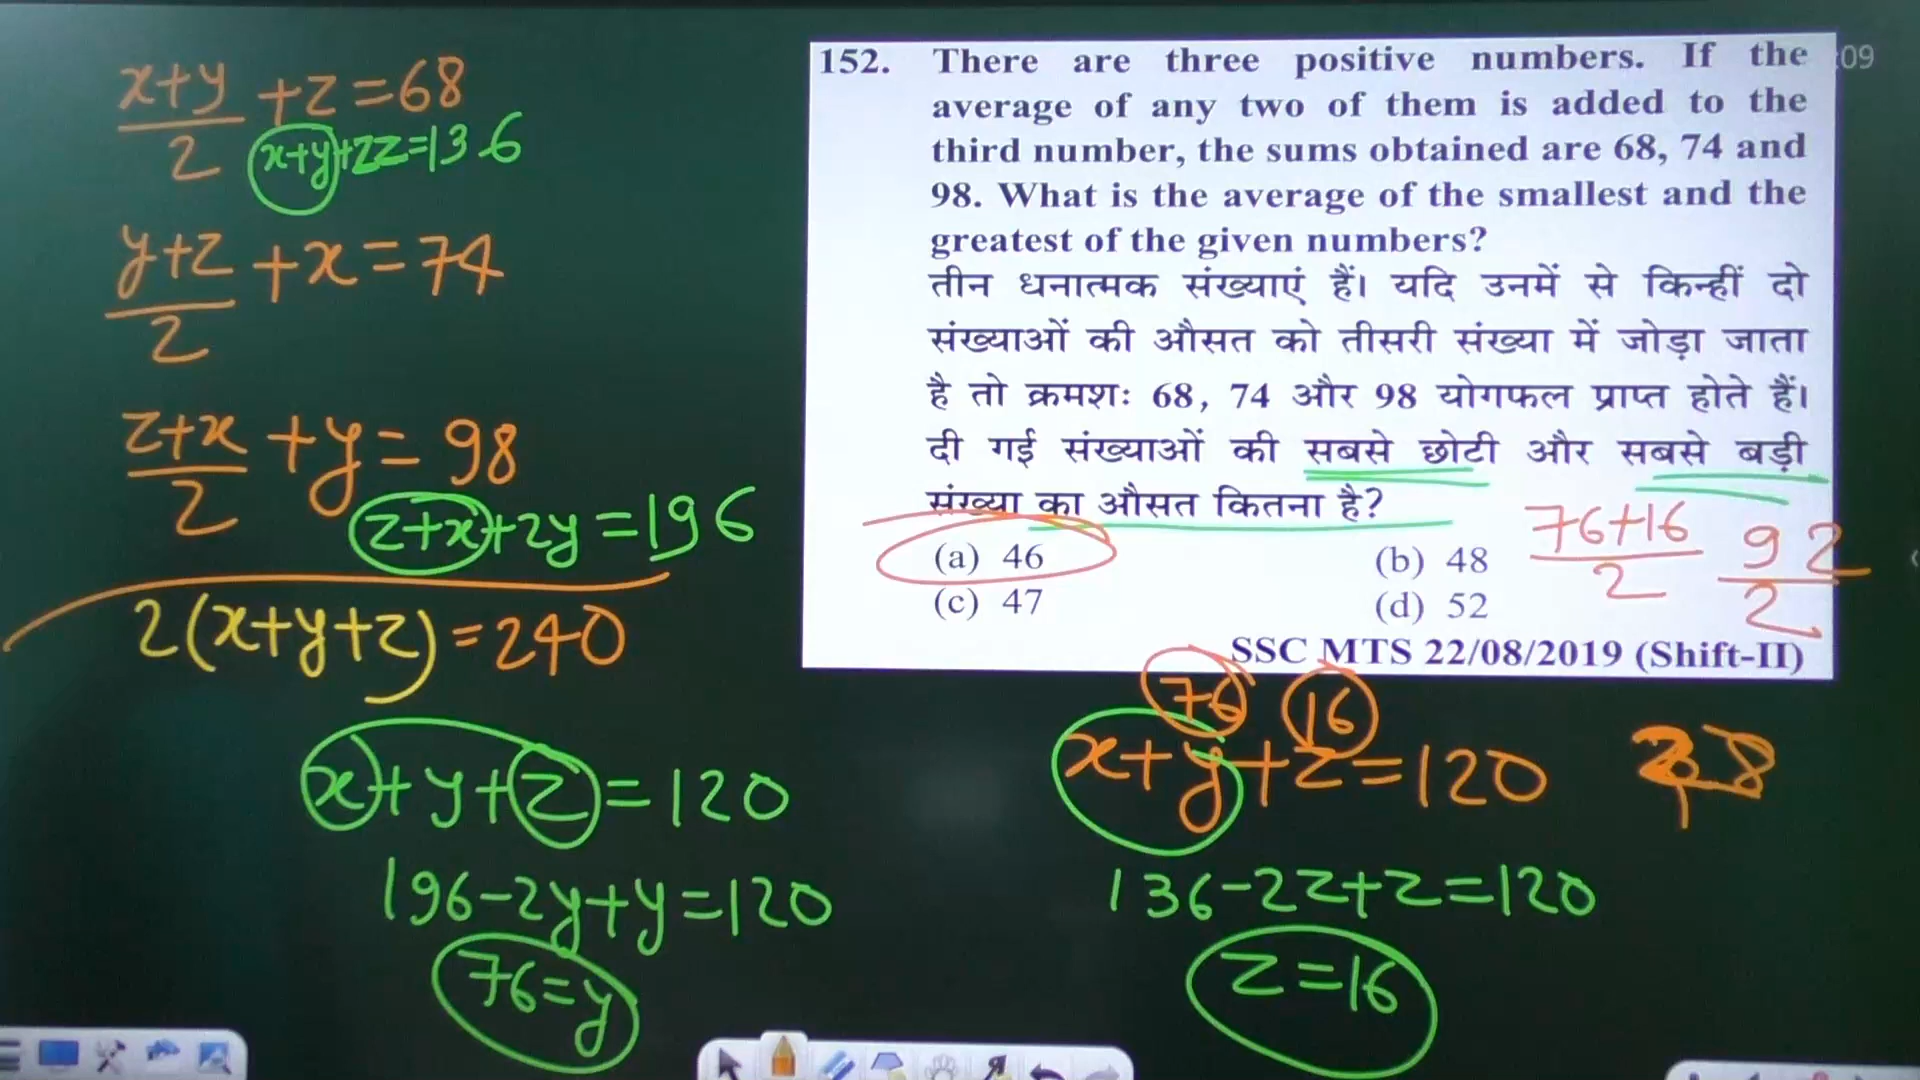 x+y/2 +z=68
x+y+2z=136
y+z/2 +x=74
z+x/2 +y=98
z+x+2y=196
2(x+y+z)=240
x+y+z=120
196-2y+y=120
76=y
:09
152. There are three positive numbers. If the
average of any two of them is added to the
third number, the sums obtained are 68, 74 and
98. What is the average of the smallest and the
greatest of the given numbers?
तीन धनात्मक संख्याएं हैं। यदि उनमें से किन्हीं दो
संख्याओं की औसत को तीसरी संख्या में जोड़ा जाता
है तो क्रमशः 68, 74 और 98 योगफल प्राप्त होते हैं।
दी गई संख्याओं की सबसे छोटी और सबसे बड़ी
संख्या का औसत कितना है?
(a) 46 (b) 48
(c) 47 (d) 52
76+16/2 92/2
SSC MTS 22/08/2019 (Shift-II)
76 16
x+y+z=120
136-2z+z=120
z=16